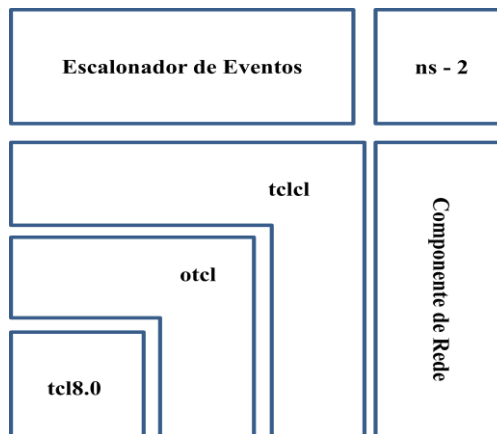 Escalonador de Eventos
ns - 2
tclcl
otcl
tcl8.0
Componente de Rede